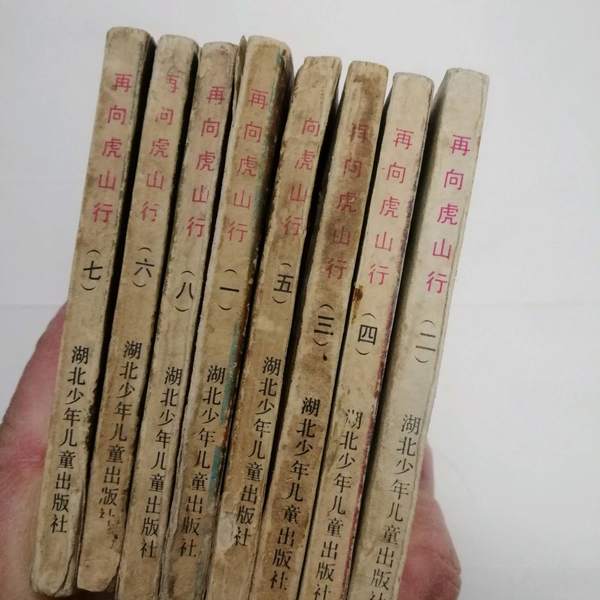 再向虎山行(七)湖北少年儿童出版社
再向虎山行(六)湖北少年儿童出版社
再向虎山行(八)湖北少年儿童出版社
再向虎山行(一)湖北少年儿童出版社
向虎山行(五)湖北少年儿童出版社
再向虎山行(三)湖北少年儿童出版社
再向虎山行(四)湖北少年儿童出版社
再向虎山行(二)湖北少年儿童出版社